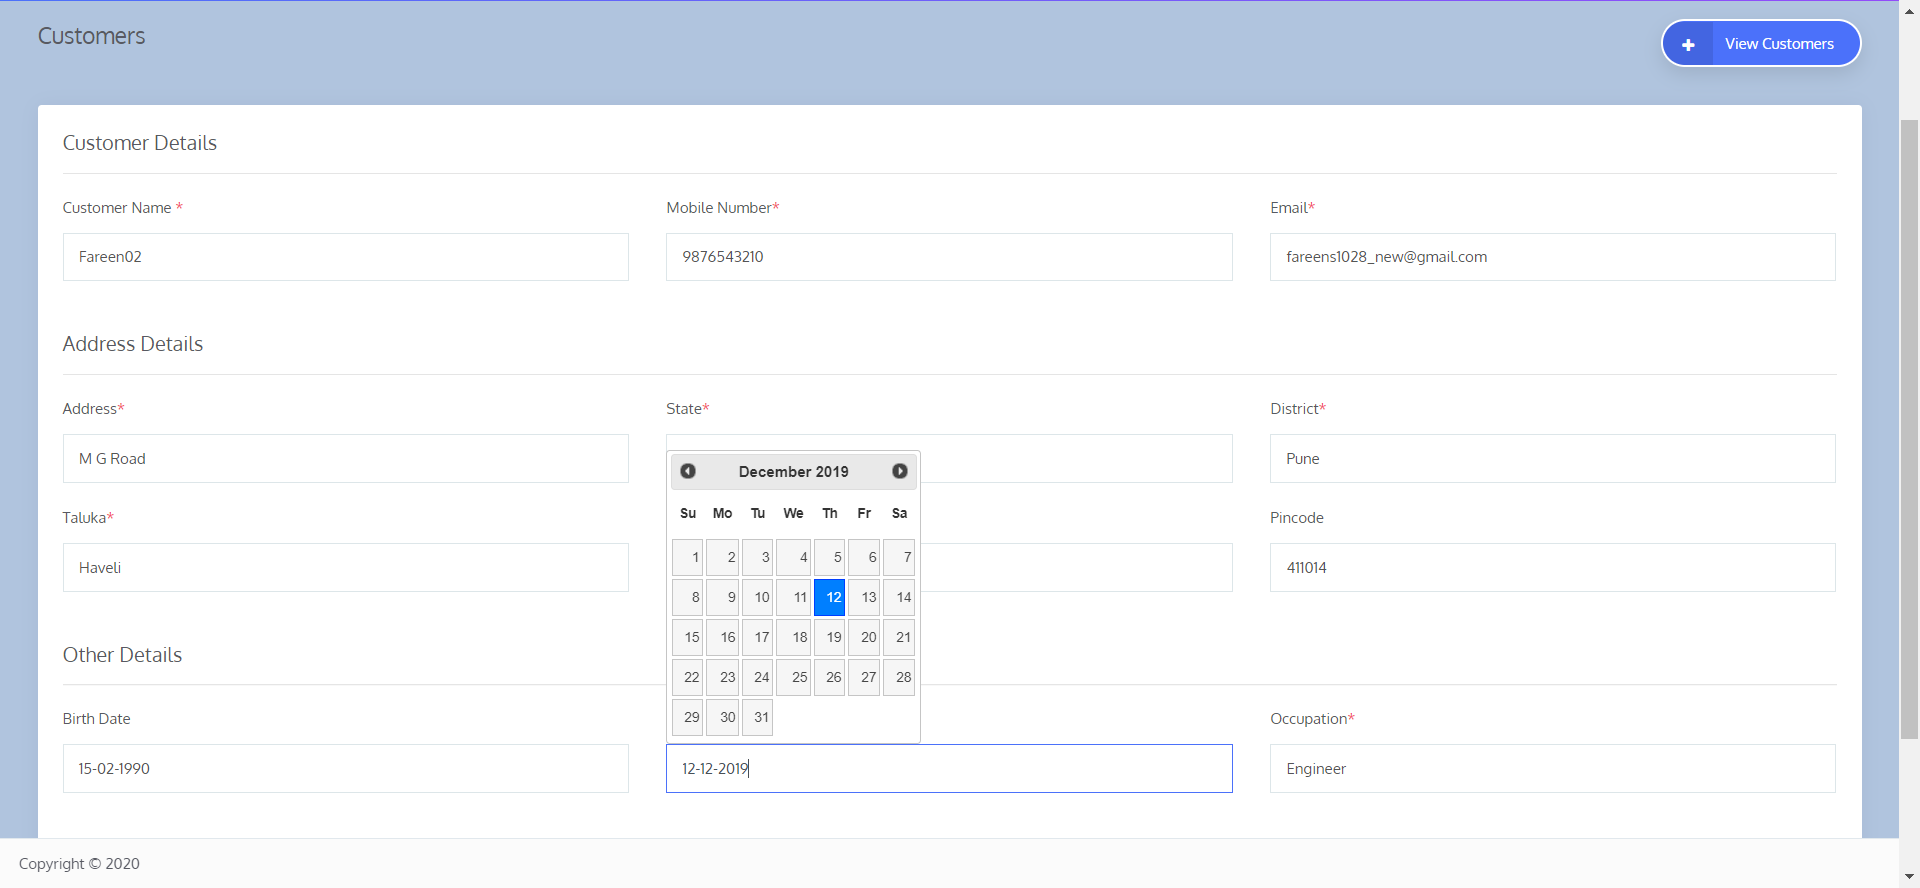 Customers
View Customers
Customer Details
Customer Name *
Mobile Number*
Email*
Fareen02
9876543210
fareens1028_new@gmail.com
Address Details
Address*
State*
District*
M G Road
Pune
December 2019
Su Mo Tu We Th Fr Sa
1 2 3 4 5 6 7
8 9 10 11 12 13 14
15 16 17 18 19 20 21
22 23 24 25 26 27 28
29 30 31
Taluka*
Pincode
Haveli
411014
Other Details
Birth Date
Occupation*
15-02-1990
12-12-2019
Engineer
Copyright © 2020